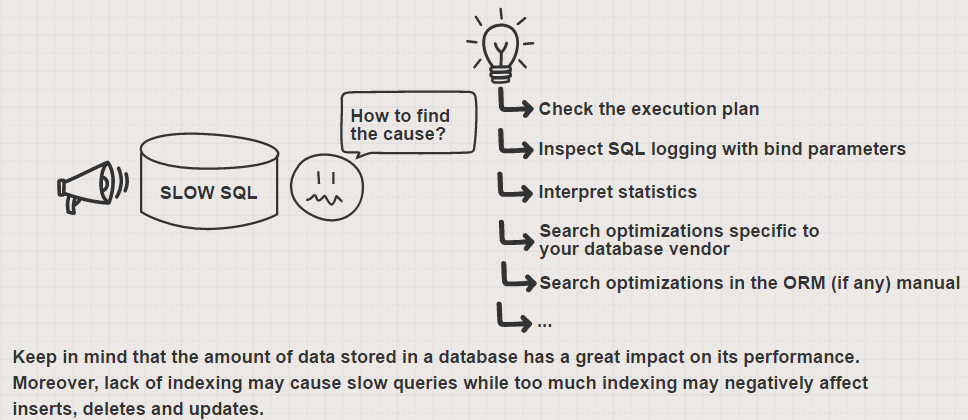 How to find
the cause?
SLOW SQL
Check the execution plan
Inspect SQL logging with bind parameters
Interpret statistics
Search optimizations specific to
your database vendor
Search optimizations in the ORM (if any) manual
...
Keep in mind that the amount of data stored in a database has a great impact on its performance.
Moreover, lack of indexing may cause slow queries while too much indexing may negatively affect
inserts, deletes and updates.